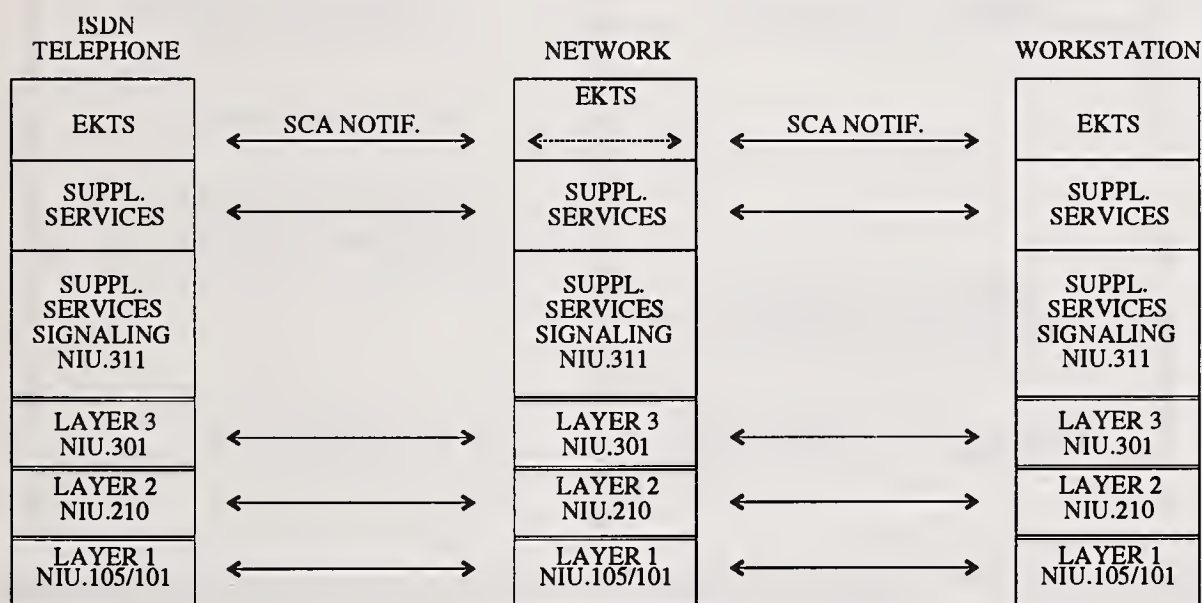 ISDN
TELEPHONE
NETWORK
WORKSTATION
EKTS
SCA NOTIF.
EKTS
SCA NOTIF.
EKTS
SUPPL.
SERVICES
SUPPL.
SERVICES
SUPPL.
SERVICES
SUPPL.
SERVICES
SIGNALING
NIU.311
SUPPL.
SERVICES
SIGNALING
NIU.311
SUPPL.
SERVICES
SIGNALING
NIU.311
LAYER 3
NIU.301
LAYER 3
NIU.301
LAYER 3
NIU.301
LAYER 2
NIU.210
LAYER 2
NIU.210
LAYER 2
NIU.210
LAYER 1
NIU.105/101
LAYER 1
NIU.105/101
LAYER 1
NIU.105/101